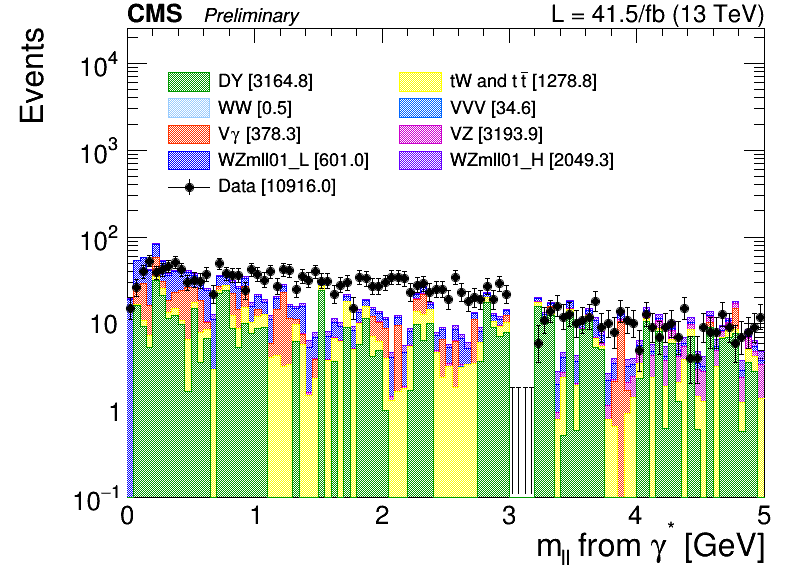 CMS Preliminary L = 41.5/fb (13 TeV)
Events
10⁴
10³
10²
10
1
10⁻¹
DY [3164.8] tW and tt̅ [1278.8]
WW [0.5] VVV [34.6]
Vγ [378.3] VZ [3193.9]
WZmll01_L [601.0] WZmll01_H [2049.3]
Data [10916.0]
0 1 2 3 4 5
m_ll from γ* [GeV]